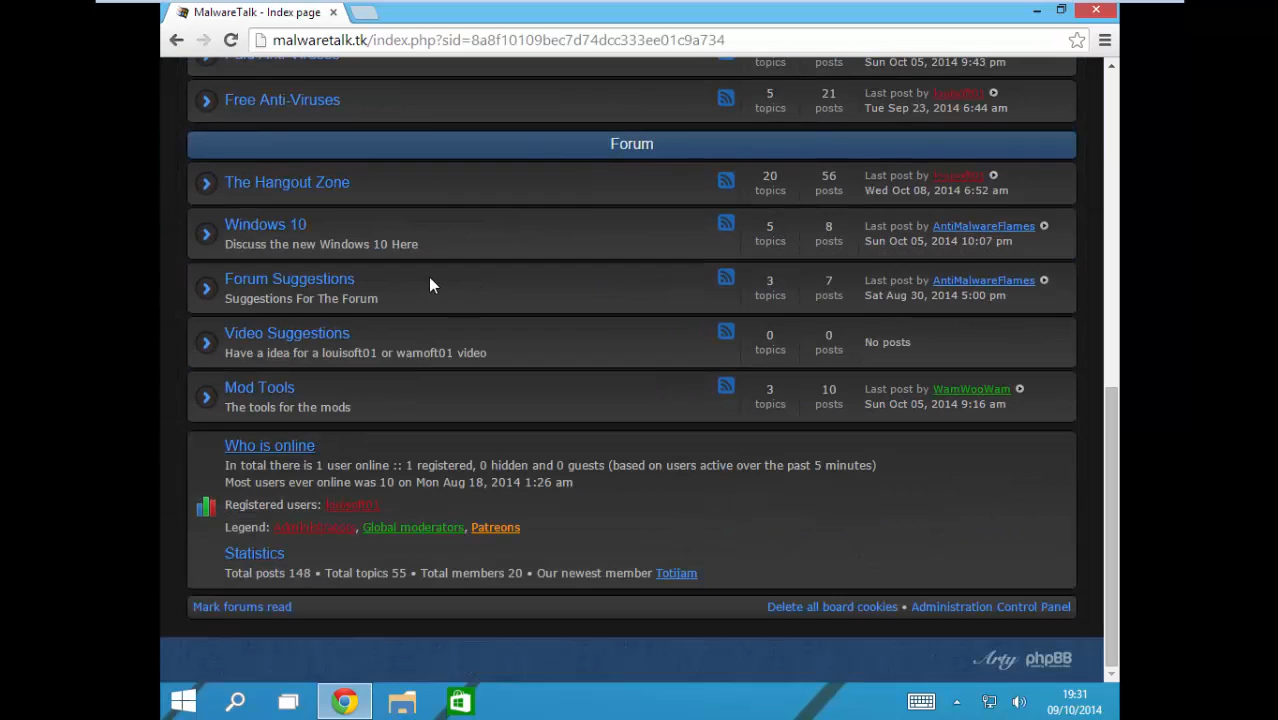 MalwareTalk - Index page
malwaretalk.tk/index.php?sid=8a8f10109bec7d74dcc333ee01c9a734
topics posts Sun Oct 05, 2014 9:43 pm
Free Anti-Viruses 5 topics 21 posts Last post by louisoft01
Tue Sep 23, 2014 6:44 am
Forum
The Hangout Zone 20 topics 56 posts Last post by louisoft01
Wed Oct 08, 2014 6:52 am
Windows 10 5 topics 8 posts Last post by AntiMalwareFlames
Discuss the new Windows 10 Here Sun Oct 05, 2014 10:07 pm
Forum Suggestions 3 topics 7 posts Last post by AntiMalwareFlames
Suggestions For The Forum Sat Aug 30, 2014 5:00 pm
Video Suggestions 0 topics 0 posts No posts
Have a idea for a louisoft01 or wamoft01 video
Mod Tools 3 topics 10 posts Last post by WamWooWam
The tools for the mods Sun Oct 05, 2014 9:16 am
Who is online
In total there is 1 user online :: 1 registered, 0 hidden and 0 guests (based on users active over the past 5 minutes)
Most users ever online was 10 on Mon Aug 18, 2014 1:26 am
Registered users: louisoft01
Legend: Administrators, Global moderators, Patreons
Statistics
Total posts 148 • Total topics 55 • Total members 20 • Our newest member Totijam
Mark forums read Delete all board cookies • Administration Control Panel
Arty phpBB
19:31
09/10/2014